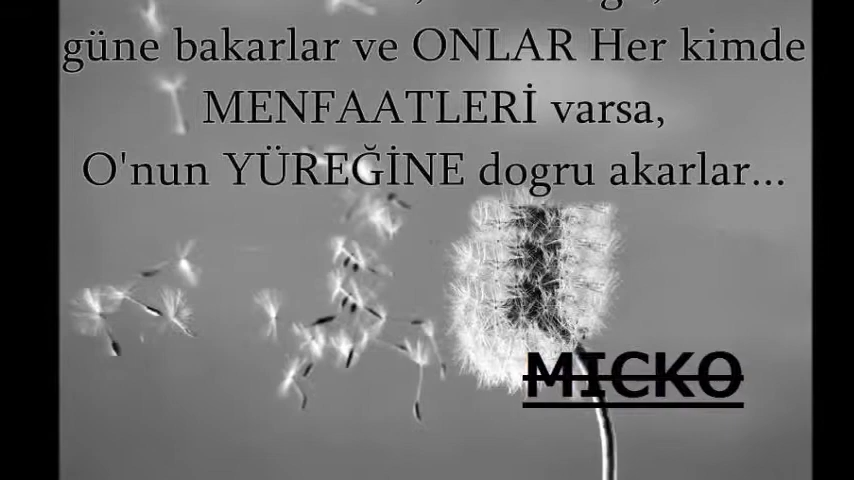 güne bakarlar ve ONLAR Her kimde
MENFAATLERİ varsa,
O'nun YÜREĞİNE dogru akarlar...
MICKO